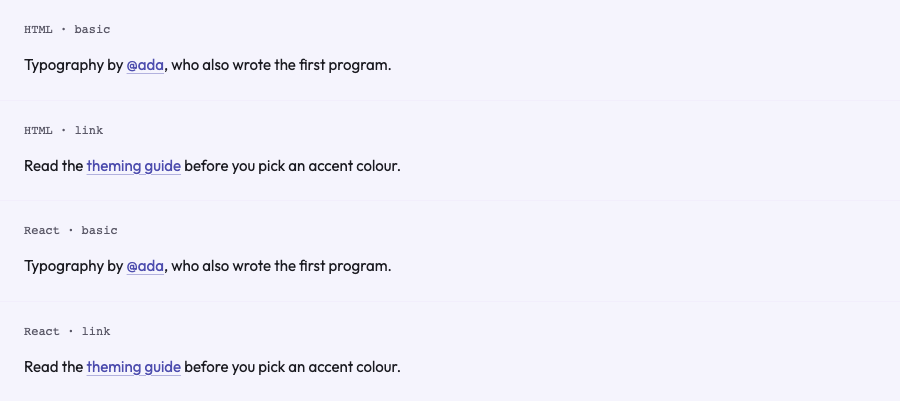 HTML · basic
Typography by @ada, who also wrote the first program.
HTML · link
Read the theming guide before you pick an accent colour.
React · basic
Typography by @ada, who also wrote the first program.
React · link
Read the theming guide before you pick an accent colour.